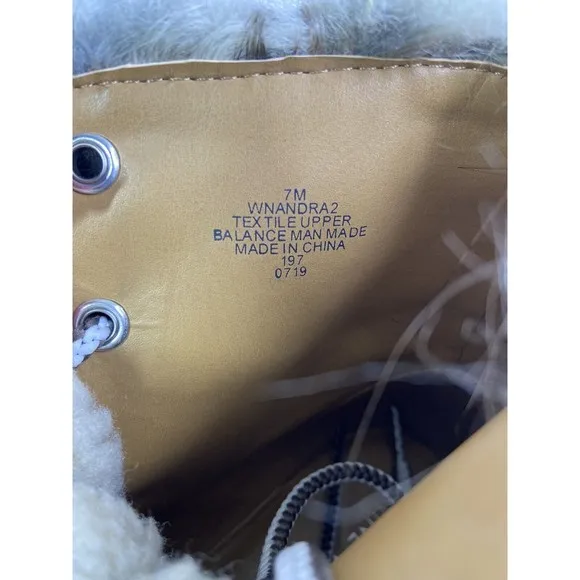 7M
WNANDRA2
TEXTILE UPPER
BALANCE MAN MADE
MADE IN CHINA
197
0719